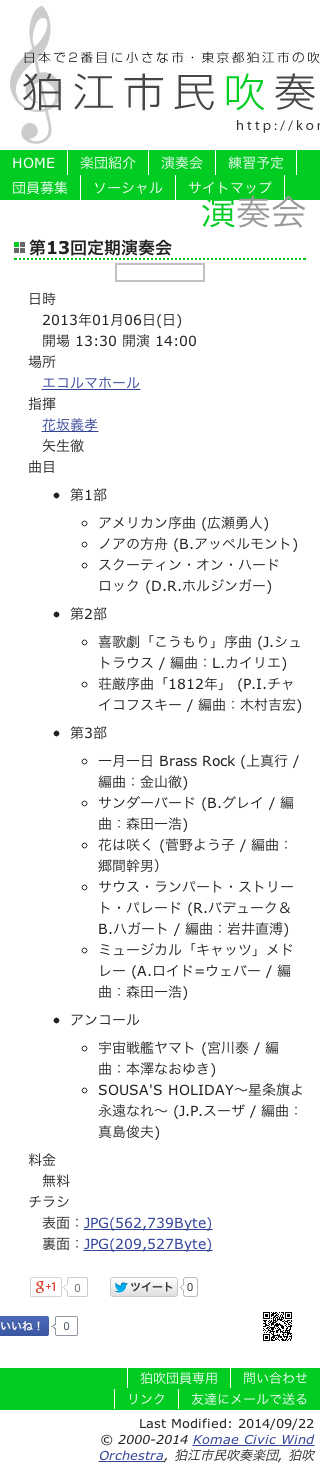 日本で２番目に小さな市・東京都狛江市の吹
狛江市民吹奏
http://kor
HOME 楽団紹介 演奏会 練習予定
団員募集 ソーシャル サイトマップ
演奏会
第13回定期演奏会
日時
2013年01月06日(日)
開場 13:30 開演 14:00
場所
エコルマホール
指揮
花坂義孝
矢生徹
曲目
• 第1部
◦ アメリカン序曲 (広瀬勇人)
◦ ノアの方舟 (B.アッペルモント)
◦ スクーティン・オン・ハード
ロック (D.R.ホルジンガー)
• 第2部
◦ 喜歌劇「こうもり」序曲 (J.シュ
トラウス / 編曲：L.カイリエ)
◦ 荘厳序曲「1812年」 (P.I.チャ
イコフスキー / 編曲：木村吉宏)
• 第3部
◦ 一月一日 Brass Rock (上真行 /
編曲：金山徹)
◦ サンダーバード (B.グレイ / 編
曲：森田一浩)
◦ 花は咲く (菅野よう子 / 編曲：
郷間幹男）
◦ サウス・ランパート・ストリー
ト・パレード (R.バデューク＆
B.ハガート / 編曲：岩井直溥)
◦ ミュージカル「キャッツ」メド
レー (A.ロイド=ウェバー / 編
曲：森田一浩)
• アンコール
◦ 宇宙戦艦ヤマト (宮川泰 / 編
曲：本澤なおゆき)
◦ SOUSA'S HOLIDAY～星条旗よ
永遠なれ～ (J.P.スーザ / 編曲：
真島俊夫)
料金
無料
チラシ
表面：JPG(562,739Byte)
裏面：JPG(209,527Byte)
g+1 0 ツイート 0
いいね！ 0
狛吹団員専用 問い合わせ
リンク 友達にメールで送る
Last Modified: 2014/09/22
© 2000-2014 Komae Civic Wind
Orchestra, 狛江市民吹奏楽団, 狛吹